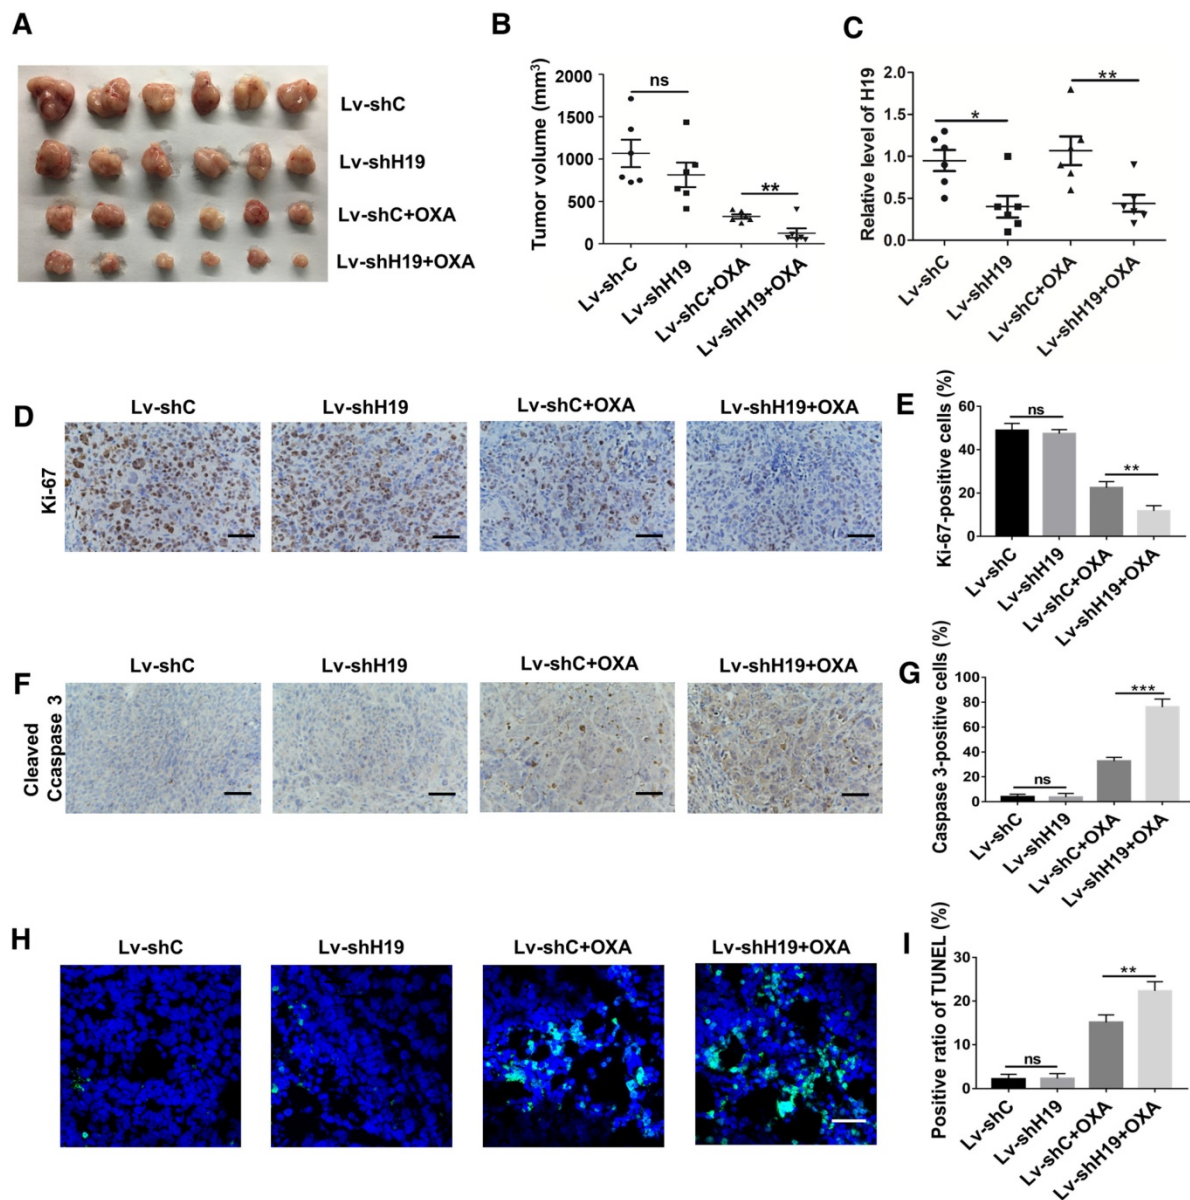 A
Lv-shC
Lv-shH19
Lv-shC+OXA
Lv-shH19+OXA
B
Tumor volume (mm³)
2000
1500
1000
500
0
ns
**
Lv-sh-C
Lv-shH19
Lv-shC+OXA
Lv-shH19+OXA
C
Relative level of H19
2.0
1.5
1.0
0.5
0.0
*
**
Lv-shC
Lv-shH19
Lv-shC+OXA
Lv-shH19+OXA
D
Ki-67
Lv-shC
Lv-shH19
Lv-shC+OXA
Lv-shH19+OXA
E
Ki-67-positive cells (%)
60
40
20
0
ns
**
Lv-shC
Lv-shH19
Lv-shC+OXA
Lv-shH19+OXA
F
Cleaved
Ccaspase 3
Lv-shC
Lv-shH19
Lv-shC+OXA
Lv-shH19+OXA
G
Caspase 3-positive cells (%)
100
80
60
40
20
0
ns
***
Lv-shC
Lv-shH19
Lv-shC+OXA
Lv-shH19+OXA
H
Lv-shC
Lv-shH19
Lv-shC+OXA
Lv-shH19+OXA
I
Positive ratio of TUNEL (%)
30
20
10
0
ns
**
Lv-shC
Lv-shH19
Lv-shC+OXA
Lv-shH19+OXA